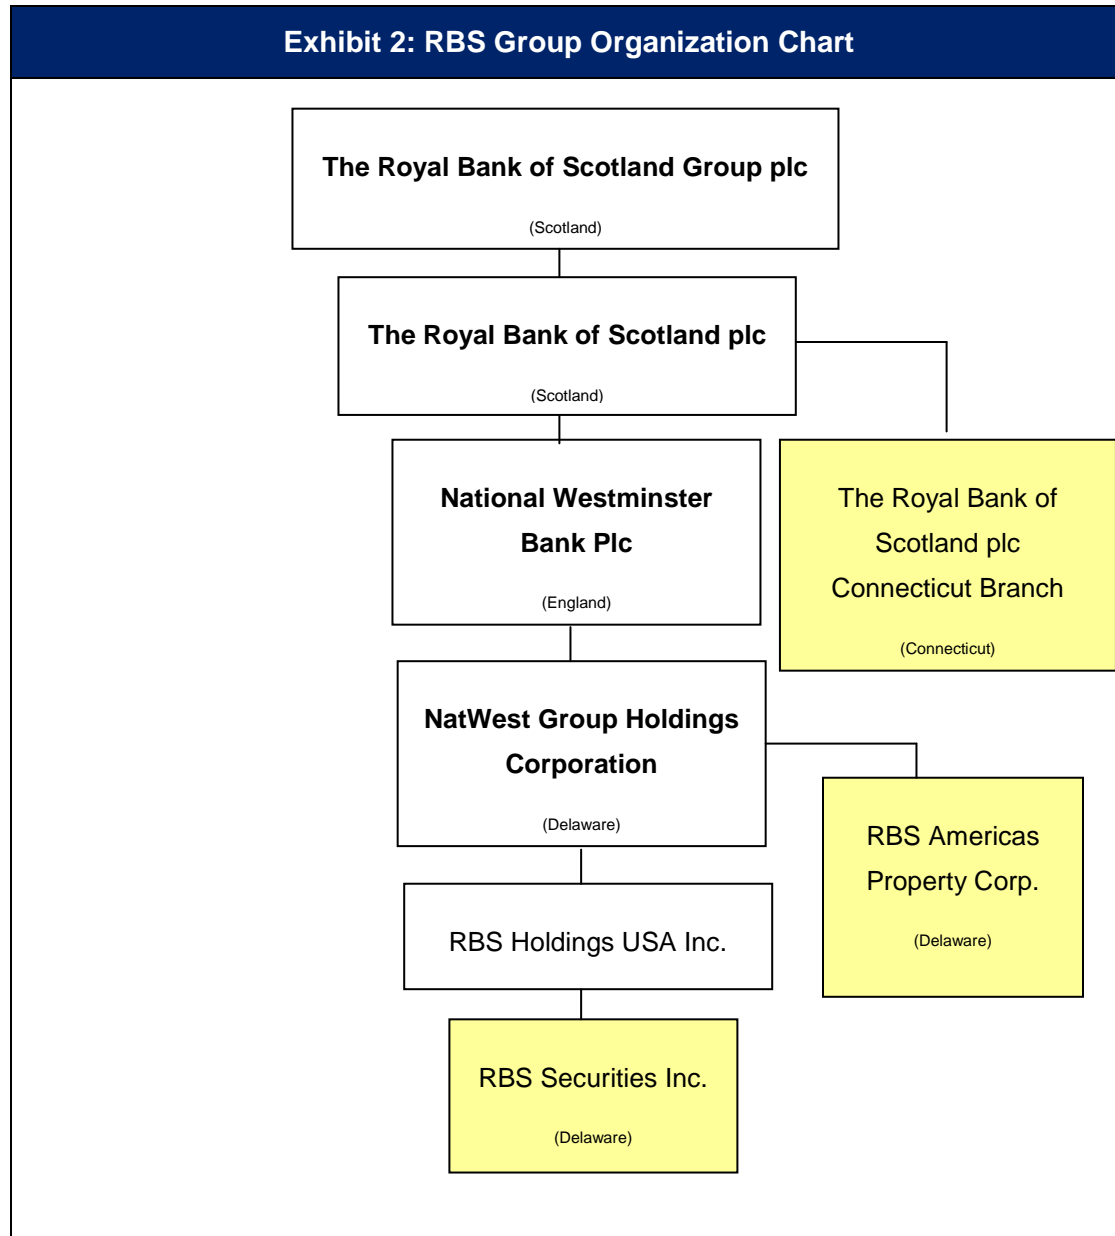 Exhibit 2: RBS Group Organization Chart
The Royal Bank of Scotland Group plc
(Scotland)
The Royal Bank of Scotland plc
(Scotland)
National Westminster
Bank Plc
(England)
The Royal Bank of
Scotland plc
Connecticut Branch
(Connecticut)
NatWest Group Holdings
Corporation
(Delaware)
RBS Americas
Property Corp.
(Delaware)
RBS Holdings USA Inc.
RBS Securities Inc.
(Delaware)